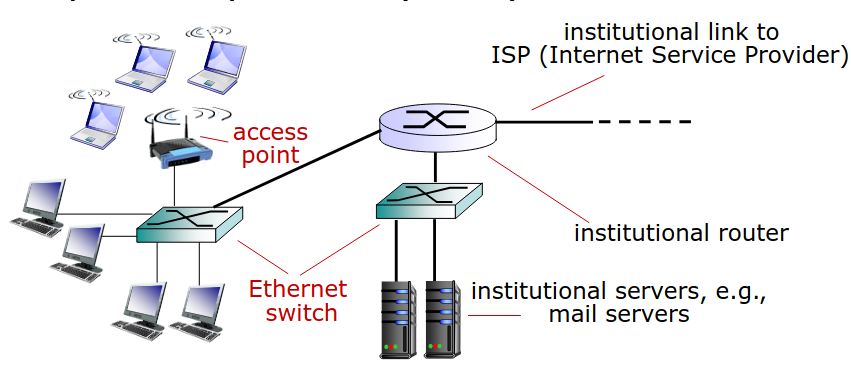 institutional link to
ISP (Internet Service Provider)
access
point
institutional router
Ethernet
switch
institutional servers, e.g.,
mail servers